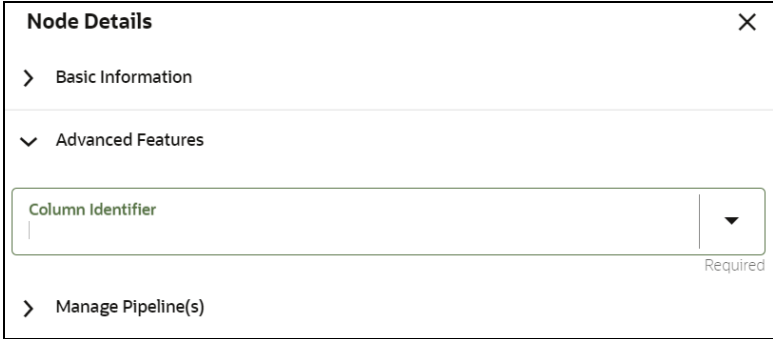 Node Details
Basic Information
Advanced Features
Column Identifier
Required
Manage Pipeline(s)